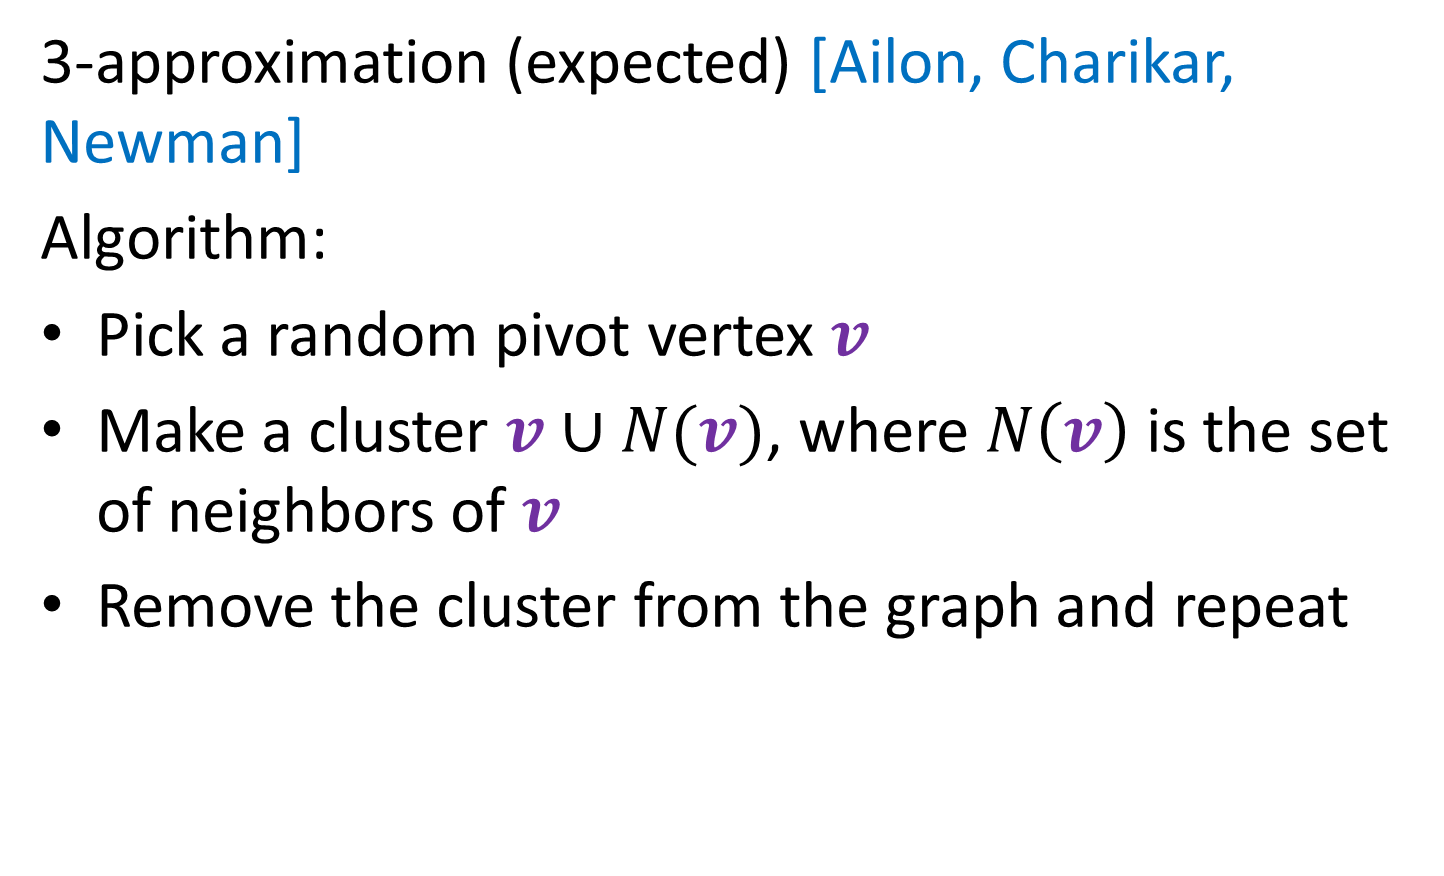 3-approximation (expected) [Ailon, Charikar,
Newman]
Algorithm:
• Pick a random pivot vertex 𝒗
• Make a cluster 𝒗 ∪ 𝑁(𝒗), where 𝑁(𝒗) is the set
of neighbors of 𝒗
• Remove the cluster from the graph and repeat